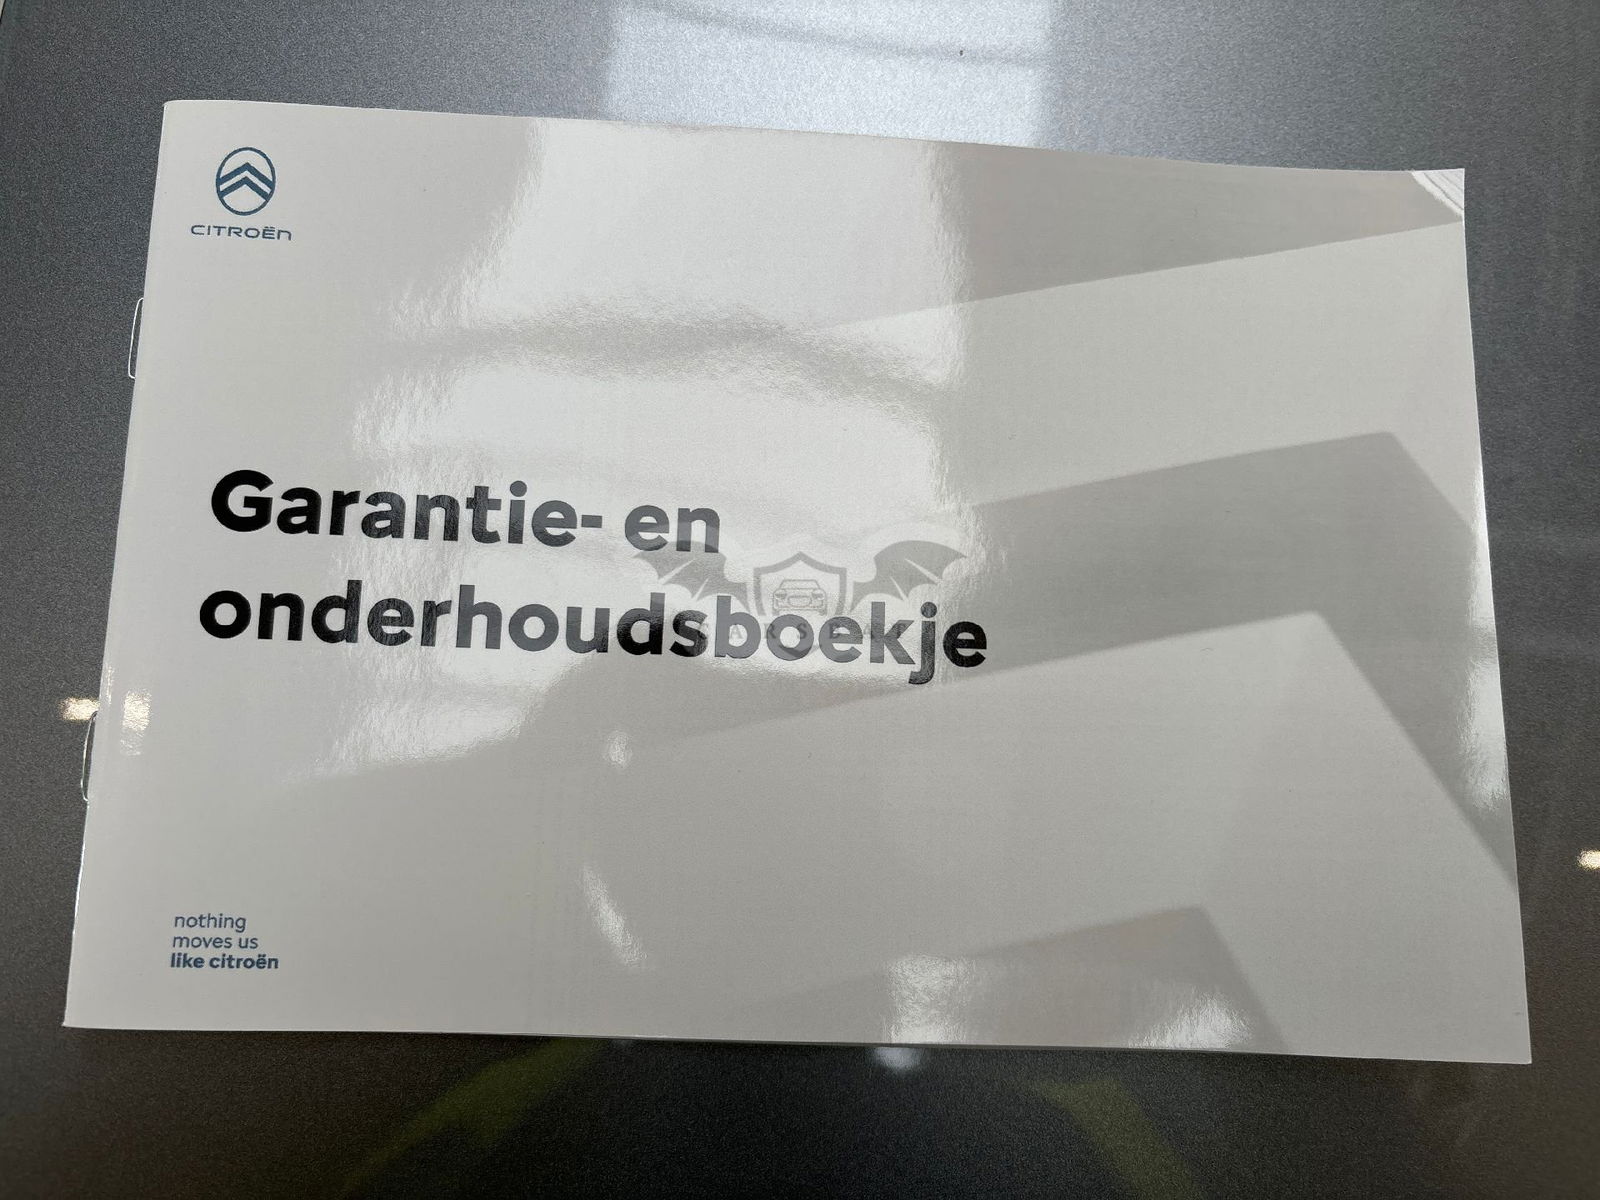 CITROËN
Garantie- en
onderhoudsboekje
nothing
moves us
like citroën